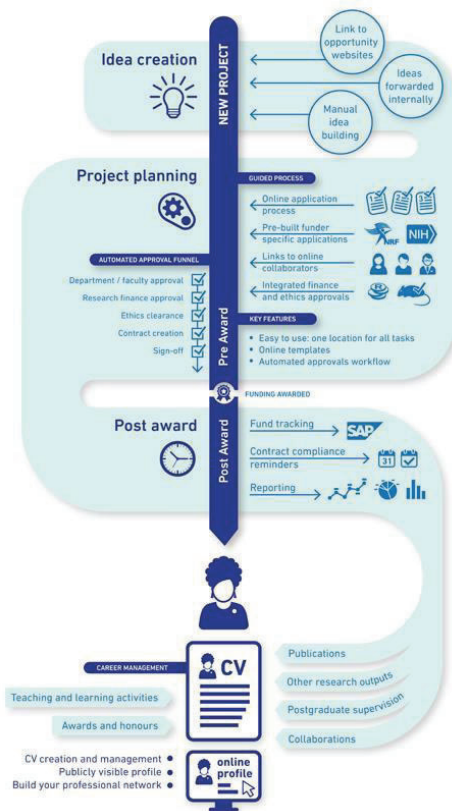 Idea creation
NEW PROJECT
Link to
opportunity
websites
Ideas
forwarded
internally
Manual
idea
building
Project planning
GUIDED PROCESS
Online application
process
Pre-built funder
specific applications
NRF
NIH
Links to online
collaborators
Integrated finance
and ethics approvals
AUTOMATED APPROVAL FUNNEL
Department / faculty approval
Research finance approval
Ethics clearance
Contract creation
Sign-off
Pre Award
KEY FEATURES
• Easy to use: one location for all tasks
• Online templates
• Automated approvals workflow
FUNDING AWARDED
Post award
Post Award
Fund tracking
SAP
Contract compliance
reminders
31
Reporting
CAREER MANAGEMENT
CV
Teaching and learning activities
Awards and honours
Publications
Other research outputs
Postgraduate supervision
Collaborations
CV creation and management •
Publicly visible profile •
Build your professional network •
online
profile